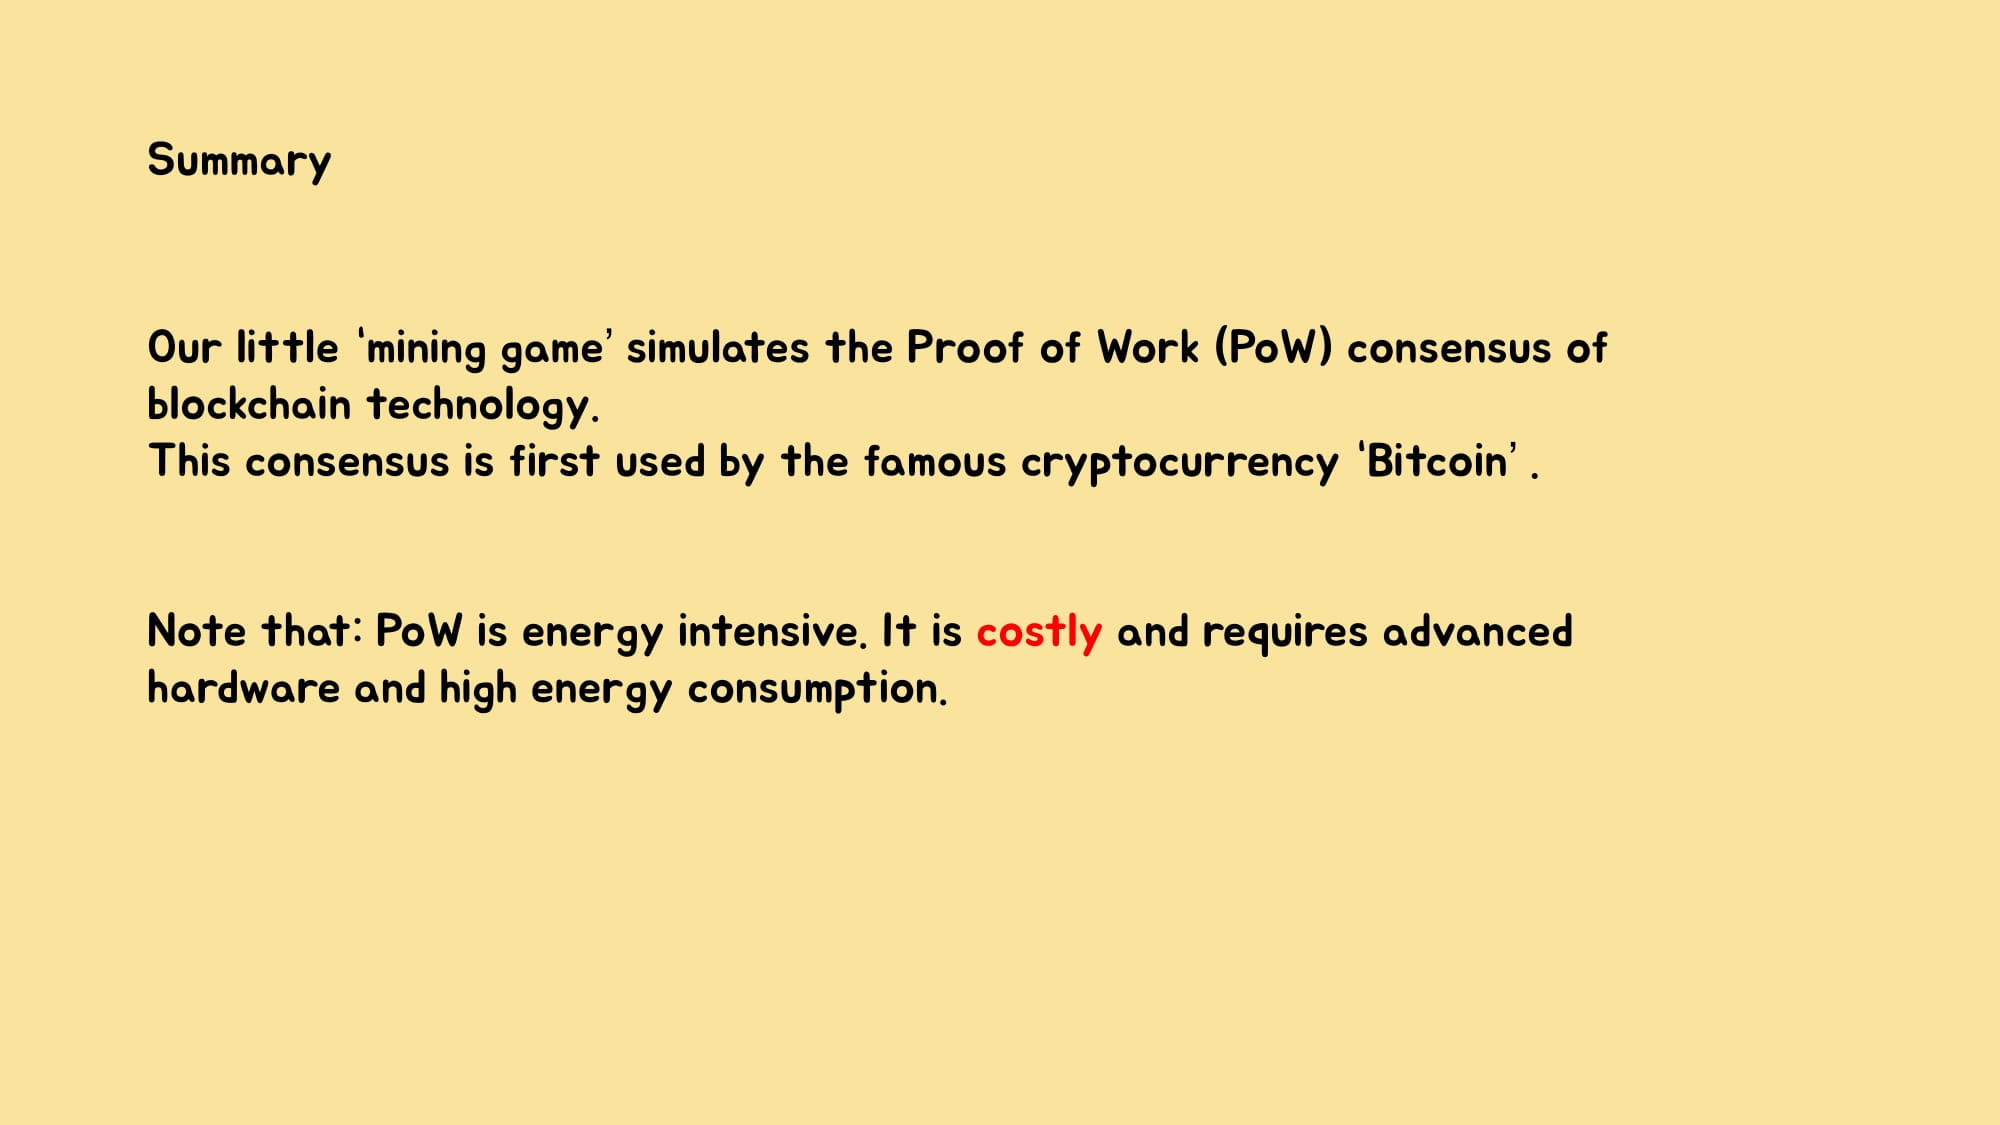 Summary
Our little ‘mining game’ simulates the Proof of Work (PoW) consensus of
blockchain technology.
This consensus is first used by the famous cryptocurrency ‘Bitcoin’ .
Note that: PoW is energy intensive. It is costly and requires advanced
hardware and high energy consumption.